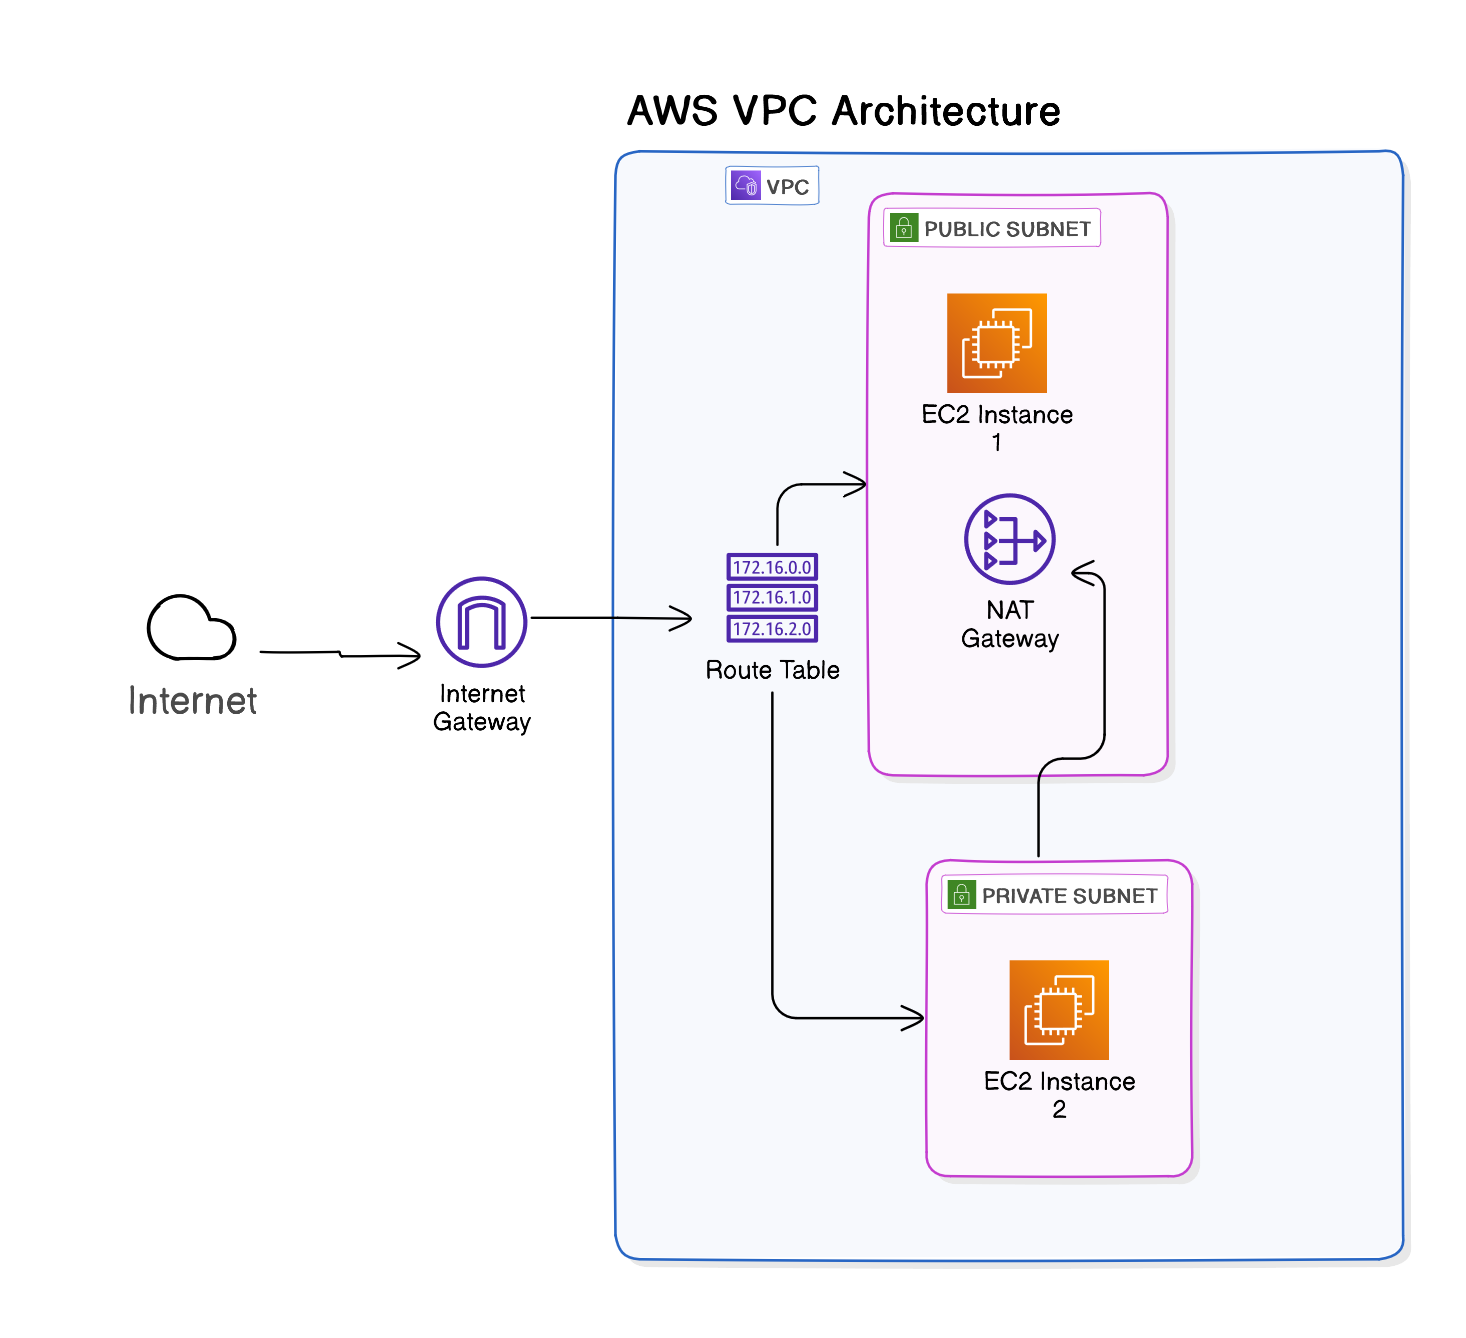 AWS VPC Architecture
VPC
PUBLIC SUBNET
EC2 Instance
1
172.16.0.0
172.16.1.0
172.16.2.0
Route Table
NAT
Gateway
Internet
Internet
Gateway
PRIVATE SUBNET
EC2 Instance
2